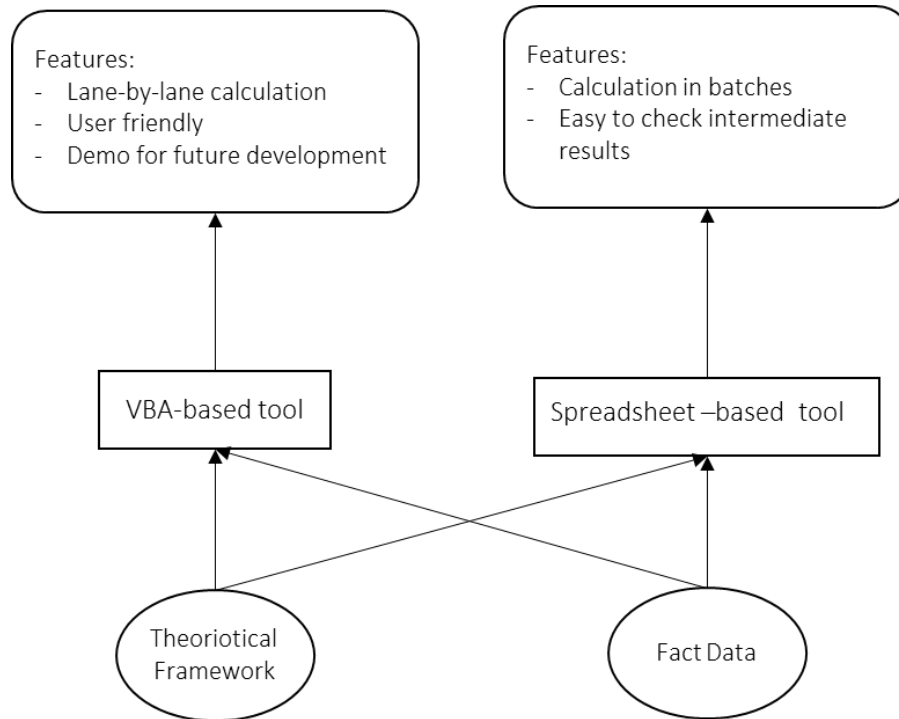 Features:
- Lane-by-lane calculation
- User friendly
- Demo for future development
Features:
- Calculation in batches
- Easy to check intermediate
results
VBA-based tool
Spreadsheet –based tool
Theoriotical
Framework
Fact Data